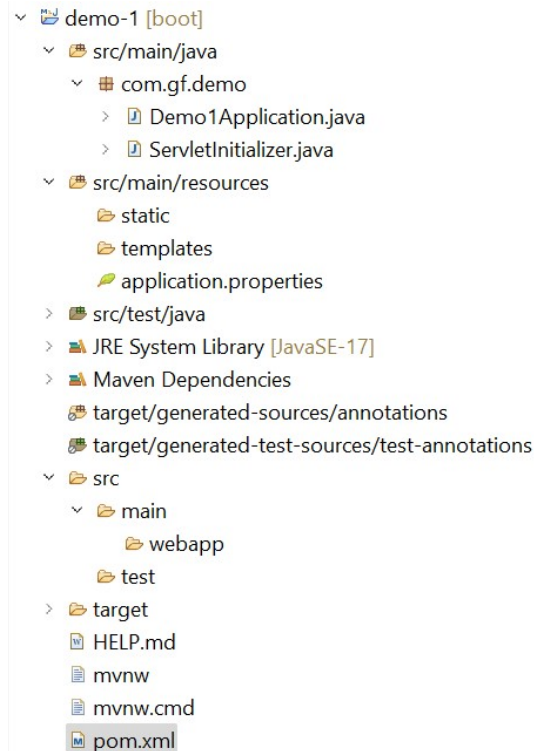 demo-1 [boot]
src/main/java
com.gf.demo
Demo1Application.java
ServletInitializer.java
src/main/resources
static
templates
application.properties
src/test/java
JRE System Library [JavaSE-17]
Maven Dependencies
target/generated-sources/annotations
target/generated-test-sources/test-annotations
src
main
webapp
test
target
HELP.md
mvnw
mvnw.cmd
pom.xml